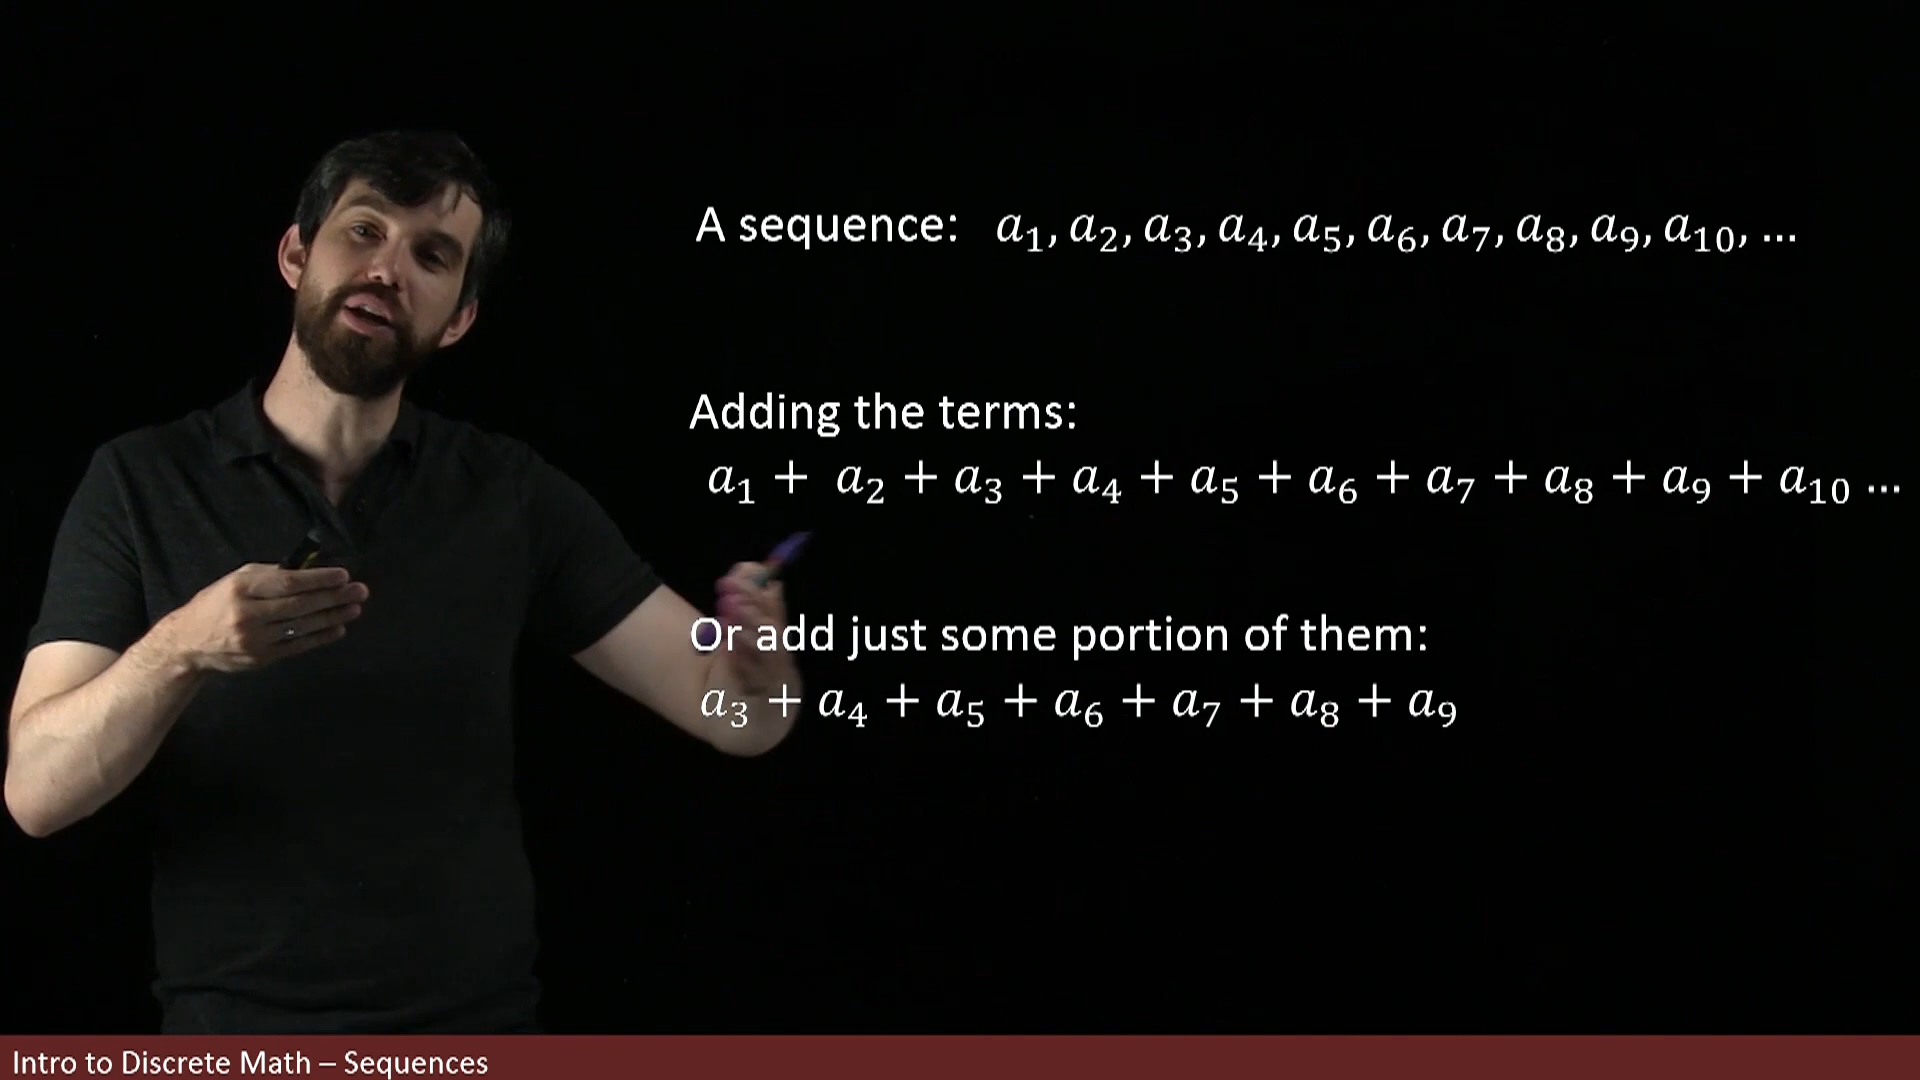 A sequence: a₁, a₂, a₃, a₄, a₅, a₆, a₇, a₈, a₉, a₁₀, ...
Adding the terms:
a₁ + a₂ + a₃ + a₄ + a₅ + a₆ + a₇ + a₈ + a₉ + a₁₀ ...
Or add just some portion of them:
a₃ + a₄ + a₅ + a₆ + a₇ + a₈ + a₉
Intro to Discrete Math – Sequences